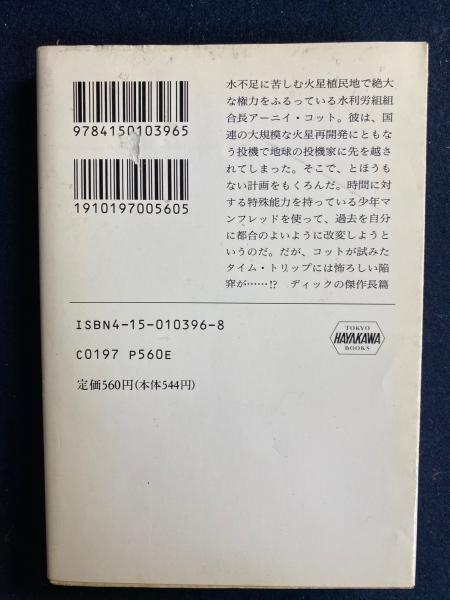 9784150103965
1910197005605
水不足に苦しむ火星植民地で絶大
な権力をふるっている水利労組組
合長アーニイ・コット。彼は、国
連の大規模な火星再開発にともな
う投機で地球の投機家に先を越さ
れてしまった。そこで、とほうも
ない計画をもくろんだ。時間に対
する特殊能力を持っている少年マ
ンフレッドを使って、過去を自分
に都合のよいように改変しようと
いうのだ。だが、コットが試みた
タイム・トリップには怖ろしい陥
穽が……!? ディックの傑作長篇
ISBN4-15-010396-8
C0197 P560E
定価560円(本体544円)
TOKYO
HAYAKAWA
BOOKS